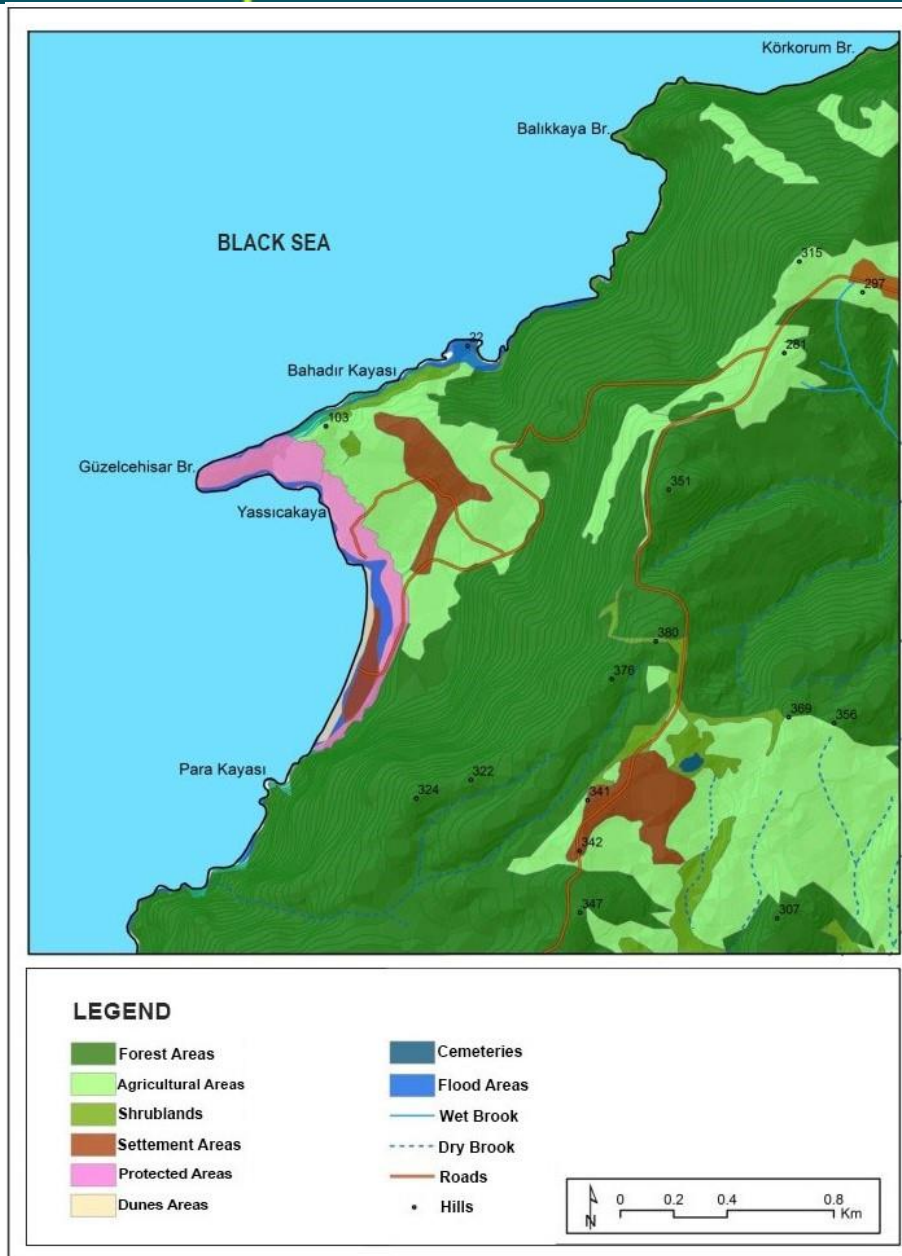 Körkorum Br.
Balıkkaya Br.
BLACK SEA
315
297
22
281
Bahadır Kayası
103
Güzelcehisar Br.
351
Yassıcakaya
380
376
369
356
Para Kayası
322
324
341
342
347
307
LEGEND
Forest Areas
Agricultural Areas
Shrublands
Settement Areas
Protected Areas
Dunes Areas
Cemeteries
Flood Areas
Wet Brook
Dry Brook
Roads
Hills
N
0 0.2 0.4 0.8
Km